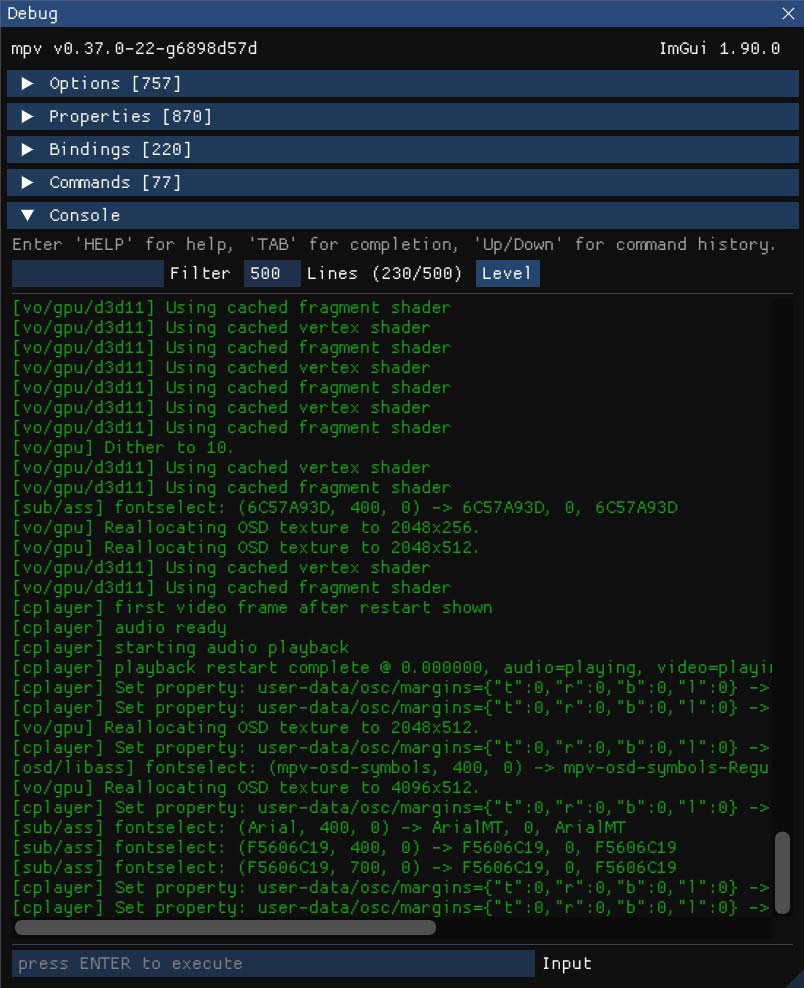 Debug
mpv v0.37.0-22-g6898d57d ImGui 1.90.0
Options [757]
Properties [870]
Bindings [220]
Commands [77]
Console
Enter 'HELP' for help, 'TAB' for completion, 'Up/Down' for command history.
Filter 500 Lines (230/500) Level
[vo/gpu/d3d11] Using cached fragment shader
[vo/gpu/d3d11] Using cached vertex shader
[vo/gpu/d3d11] Using cached fragment shader
[vo/gpu/d3d11] Using cached vertex shader
[vo/gpu/d3d11] Using cached fragment shader
[vo/gpu/d3d11] Using cached vertex shader
[vo/gpu/d3d11] Using cached fragment shader
[vo/gpu] Dither to 10.
[vo/gpu/d3d11] Using cached vertex shader
[vo/gpu/d3d11] Using cached fragment shader
[sub/ass] fontselect: (6C57A93D, 400, 0) -> 6C57A93D, 0, 6C57A93D
[vo/gpu] Reallocating OSD texture to 2048x256.
[vo/gpu] Reallocating OSD texture to 2048x512.
[vo/gpu/d3d11] Using cached vertex shader
[vo/gpu/d3d11] Using cached fragment shader
[cplayer] first video frame after restart shown
[cplayer] audio ready
[cplayer] starting audio playback
[cplayer] playback restart complete @ 0.000000, audio=playing, video=playin
[cplayer] Set property: user-data/osc/margins={"t":0,"r":0,"b":0,"l":0} ->
[cplayer] Set property: user-data/osc/margins={"t":0,"r":0,"b":0,"l":0} ->
[vo/gpu] Reallocating OSD texture to 2048x512.
[cplayer] Set property: user-data/osc/margins={"t":0,"r":0,"b":0,"l":0} ->
[osd/libass] fontselect: (mpv-osd-symbols, 400, 0) -> mpv-osd-symbols-Regu
[vo/gpu] Reallocating OSD texture to 4096x512.
[cplayer] Set property: user-data/osc/margins={"t":0,"r":0,"b":0,"l":0} ->
[sub/ass] fontselect: (Arial, 400, 0) -> ArialMT, 0, ArialMT
[sub/ass] fontselect: (F5606C19, 400, 0) -> F5606C19, 0, F5606C19
[sub/ass] fontselect: (F5606C19, 700, 0) -> F5606C19, 0, F5606C19
[cplayer] Set property: user-data/osc/margins={"t":0,"r":0,"b":0,"l":0} ->
[cplayer] Set property: user-data/osc/margins={"t":0,"r":0,"b":0,"l":0} ->
press ENTER to execute Input